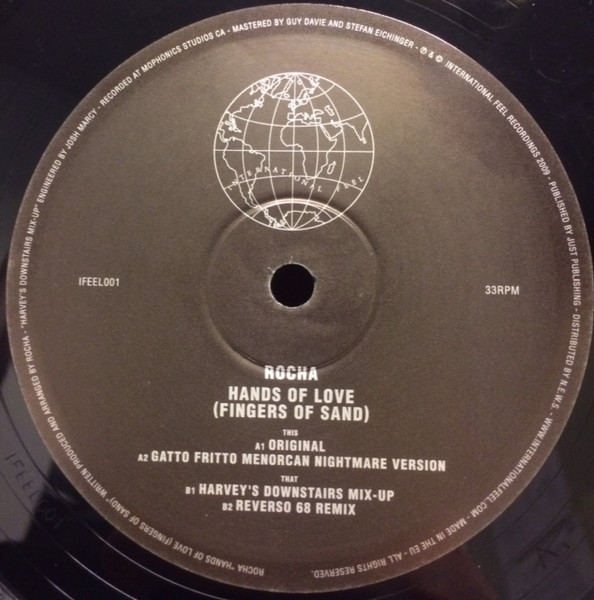 INTERNATIONAL FEEL
IFEEL001
33RPM
ROCHA
HANDS OF LOVE
(FINGERS OF SAND)
THIS
A1 ORIGINAL
A2 GATTO FRITTO MENORCAN NIGHTMARE VERSION
THAT
B1 HARVEY'S DOWNSTAIRS MIX-UP
B2 REVERSO 68 REMIX
ROCHA "HANDS OF LOVE (FINGERS OF SAND)" WRITTEN PRODUCED AND ARRANGED BY ROCHA - "HARVEY'S DOWNSTAIRS MIX-UP" ENGINEERED BY JOSH MARCY - RECORDED AT MOPHONICS STUDIOS CA - MASTERED BY GUY DAVIE AND STEFAN EICHINGER - ℗ & © INTERNATIONAL FEEL RECORDINGS 2009 - PUBLISHED BY JUST PUBLISHING - DISTRIBUTED BY N.E.W.S. - WWW.INTERNATIONALFEEL.COM - MADE IN THE EU - ALL RIGHTS RESERVED.
IFEEL001